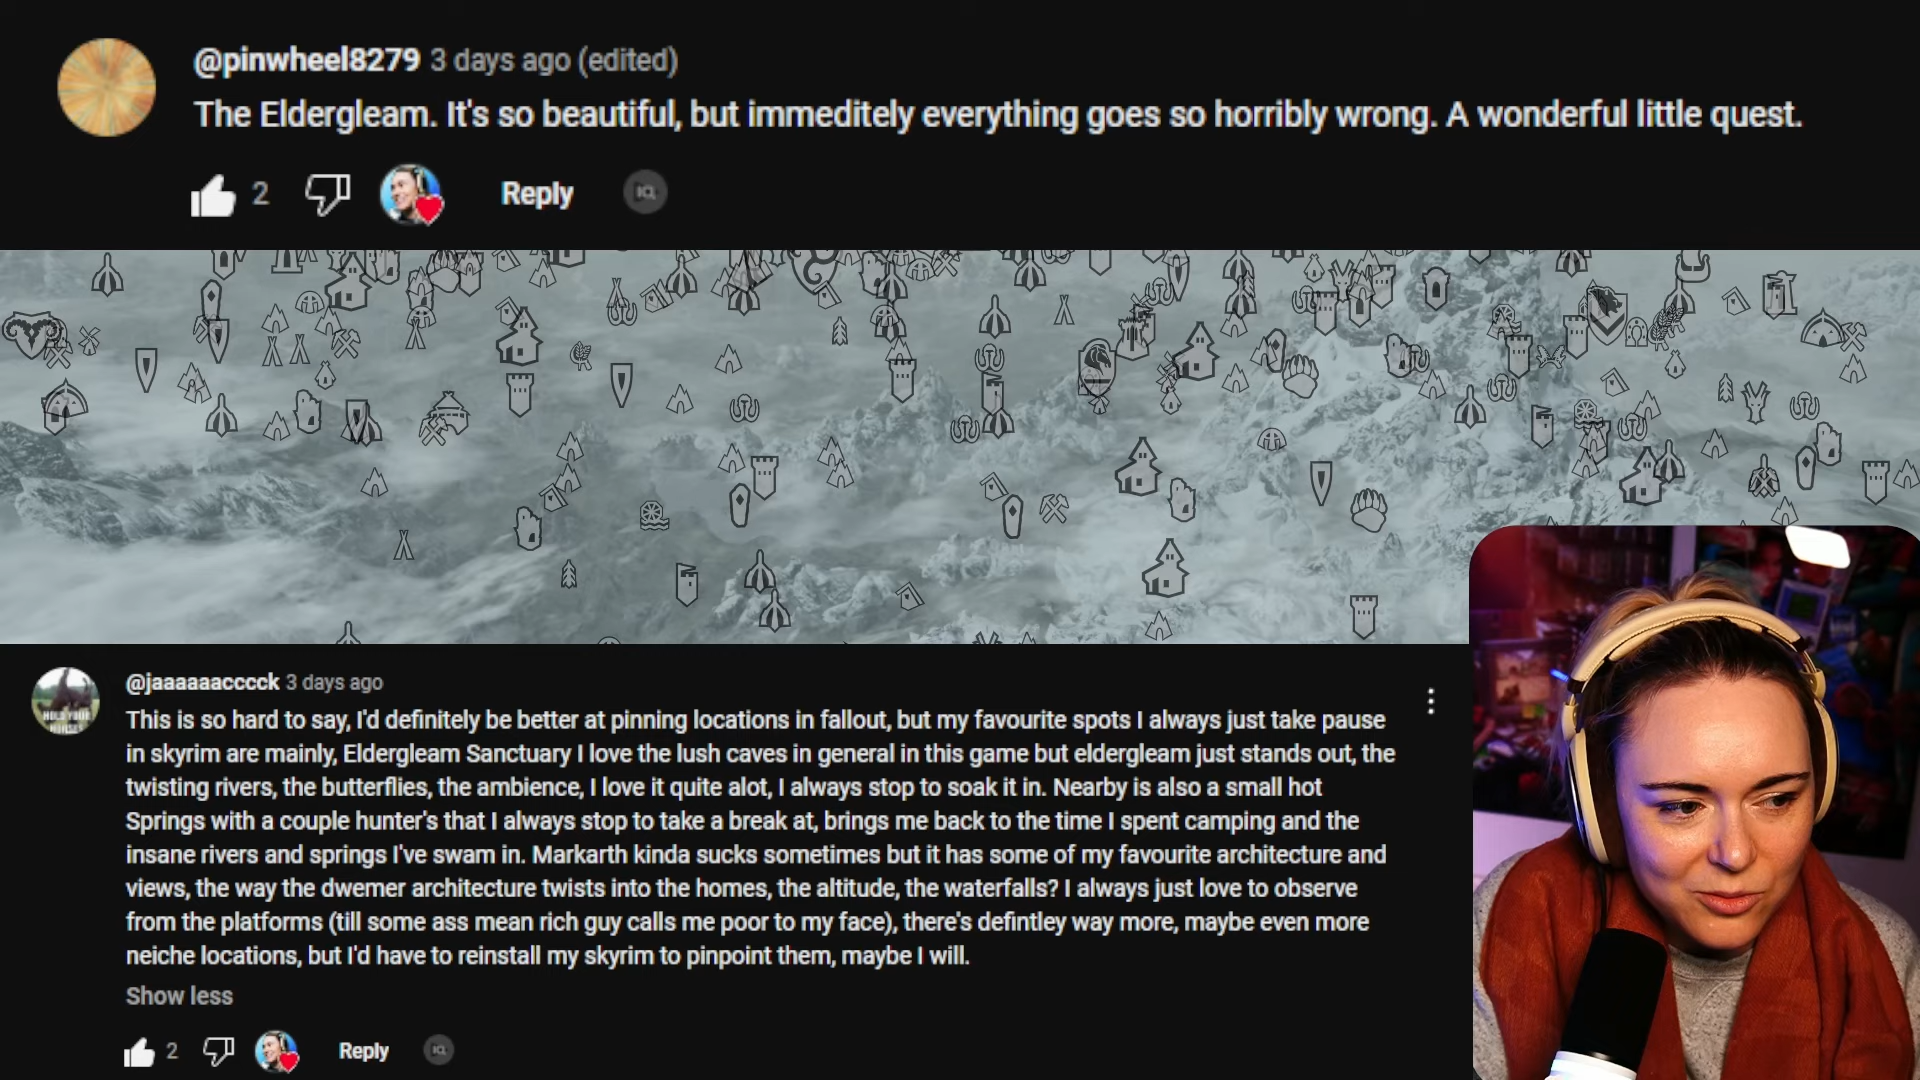 @pinwheel8279 3 days ago (edited)
The Eldergleam. It's so beautiful, but immeditely everything goes so horribly wrong. A wonderful little quest.
2 Reply
@jaaaaaacccck 3 days ago
This is so hard to say, I'd definitely be better at pinning locations in fallout, but my favourite spots I always just take pause
in skyrim are mainly, Eldergleam Sanctuary I love the lush caves in general in this game but eldergleam just stands out, the
twisting rivers, the butterflies, the ambience, I love it quite alot, I always stop to soak it in. Nearby is also a small hot
Springs with a couple hunter's that I always stop to take a break at, brings me back to the time I spent camping and the
insane rivers and springs I've swam in. Markarth kinda sucks sometimes but it has some of my favourite architecture and
views, the way the dwemer architecture twists into the homes, the altitude, the waterfalls? I always just love to observe
from the platforms (till some ass mean rich guy calls me poor to my face), there's defintley way more, maybe even more
neiche locations, but I'd have to reinstall my skyrim to pinpoint them, maybe I will.
Show less
2 Reply